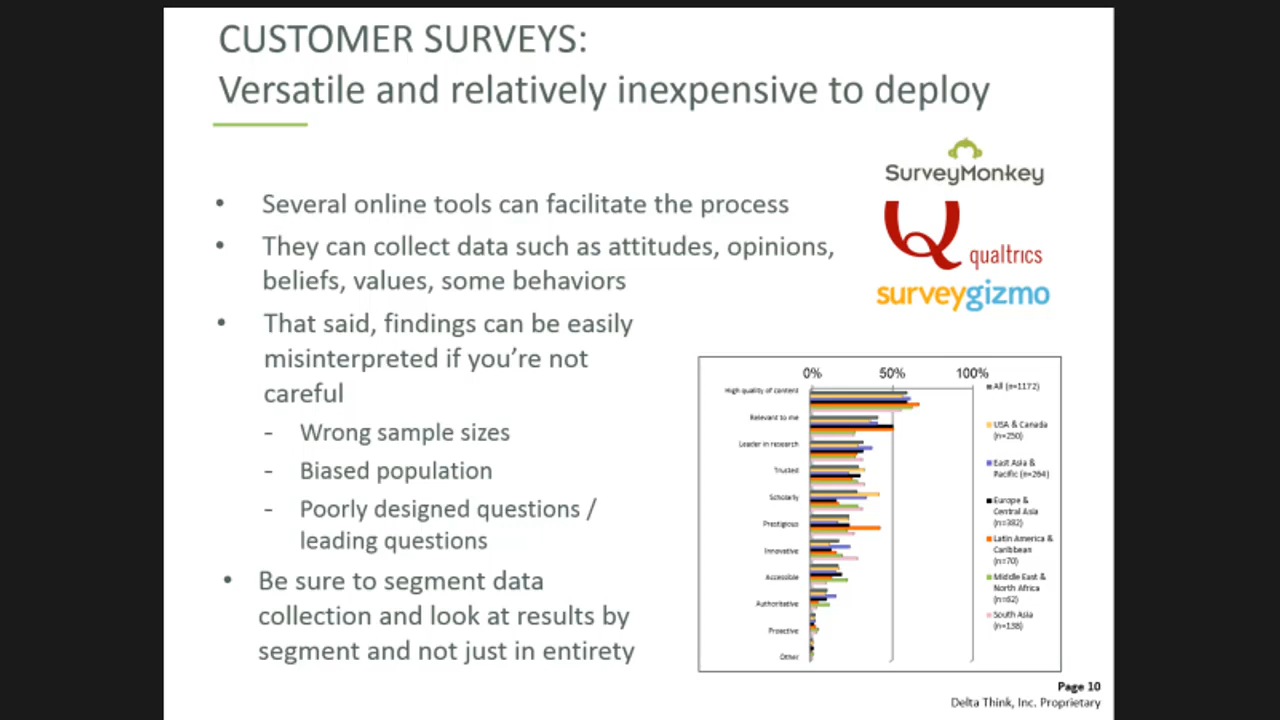 CUSTOMER SURVEYS:
Versatile and relatively inexpensive to deploy
SurveyMonkey
qualtrics
surveygizmo
• Several online tools can facilitate the process
• They can collect data such as attitudes, opinions,
beliefs, values, some behaviors
• That said, findings can be easily
misinterpreted if you’re not
careful
- Wrong sample sizes
- Biased population
- Poorly designed questions /
leading questions
• Be sure to segment data
collection and look at results by
segment and not just in entirety
0% 50% 100%
High quality of content
Relevant to me
Leader in research
Trusted
Scholarly
Prestigious
Innovative
Accessible
Authoritative
Proactive
Other
All (n=1172)
USA & Canada
(n=250)
East Asia &
Pacific (n=264)
Europe &
Central Asia
(n=382)
Latin America &
Caribbean
(n=70)
Middle East &
North Africa
(n=62)
South Asia
(n=138)
Page 10
Delta Think, Inc. Proprietary